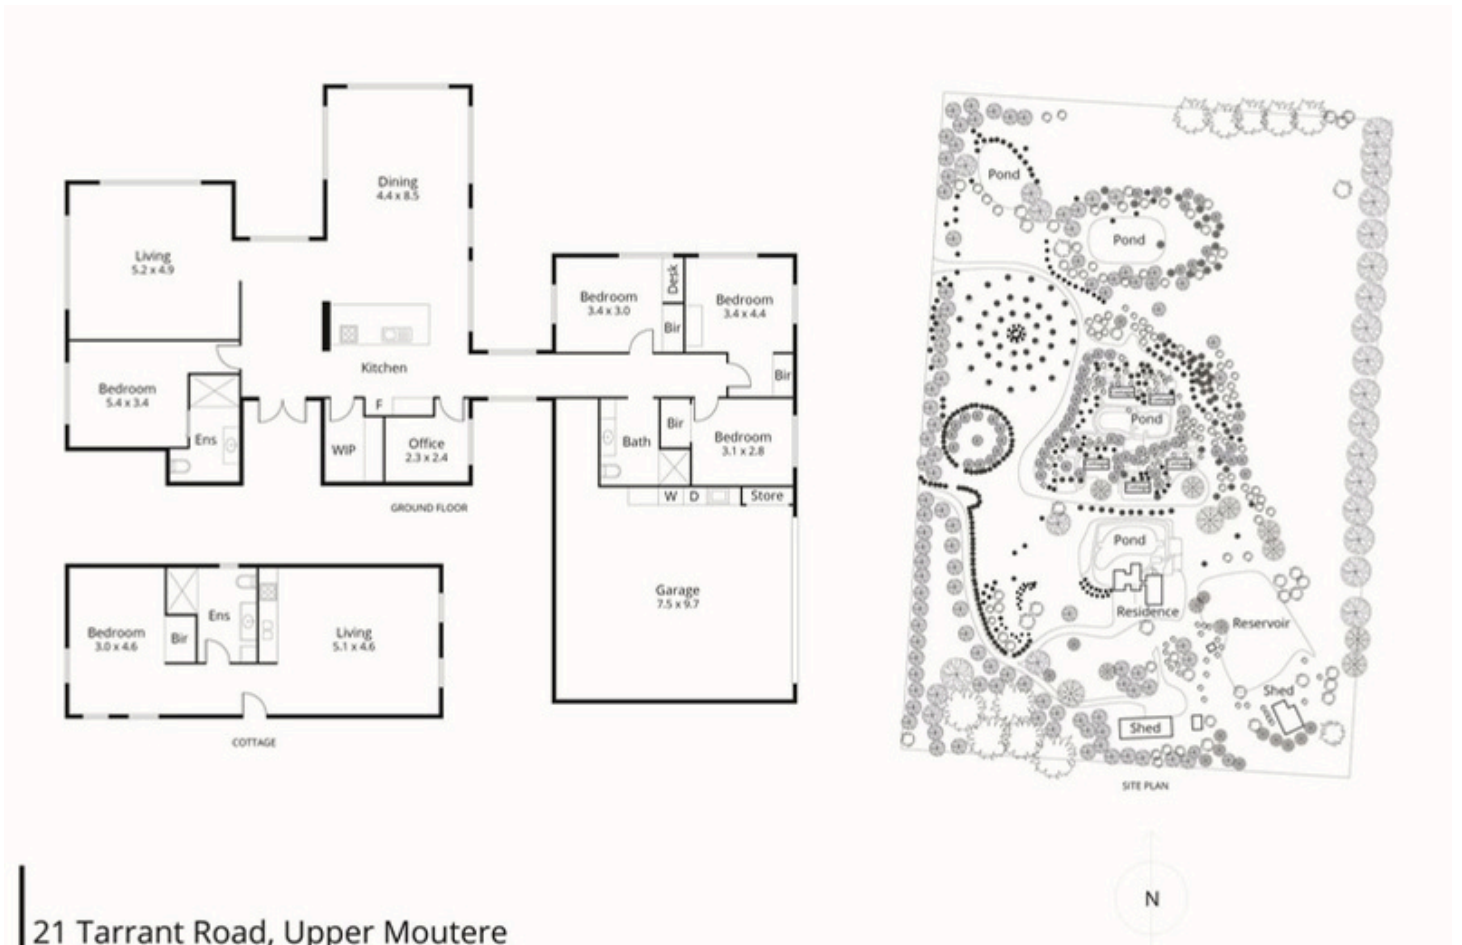 Dining
4.4 x 8.5
Living
5.2 x 4.9
Bedroom
3.4 x 3.0
Desk
Bir
Bedroom
3.4 x 4.4
Bir
Kitchen
Bedroom
5.4 x 3.4
Ens
F
WIP
Office
2.3 x 2.4
Bath
Bir
Bedroom
3.1 x 2.8
W D
Store
GROUND FLOOR
Garage
7.5 x 9.7
Bedroom
3.0 x 4.6
Bir
Ens
Living
5.1 x 4.6
COTTAGE
Pond
Pond
Pond
Pond
Residence
Reservoir
Shed
Shed
SITE PLAN
N
21 Tarrant Road, Upper Moutere